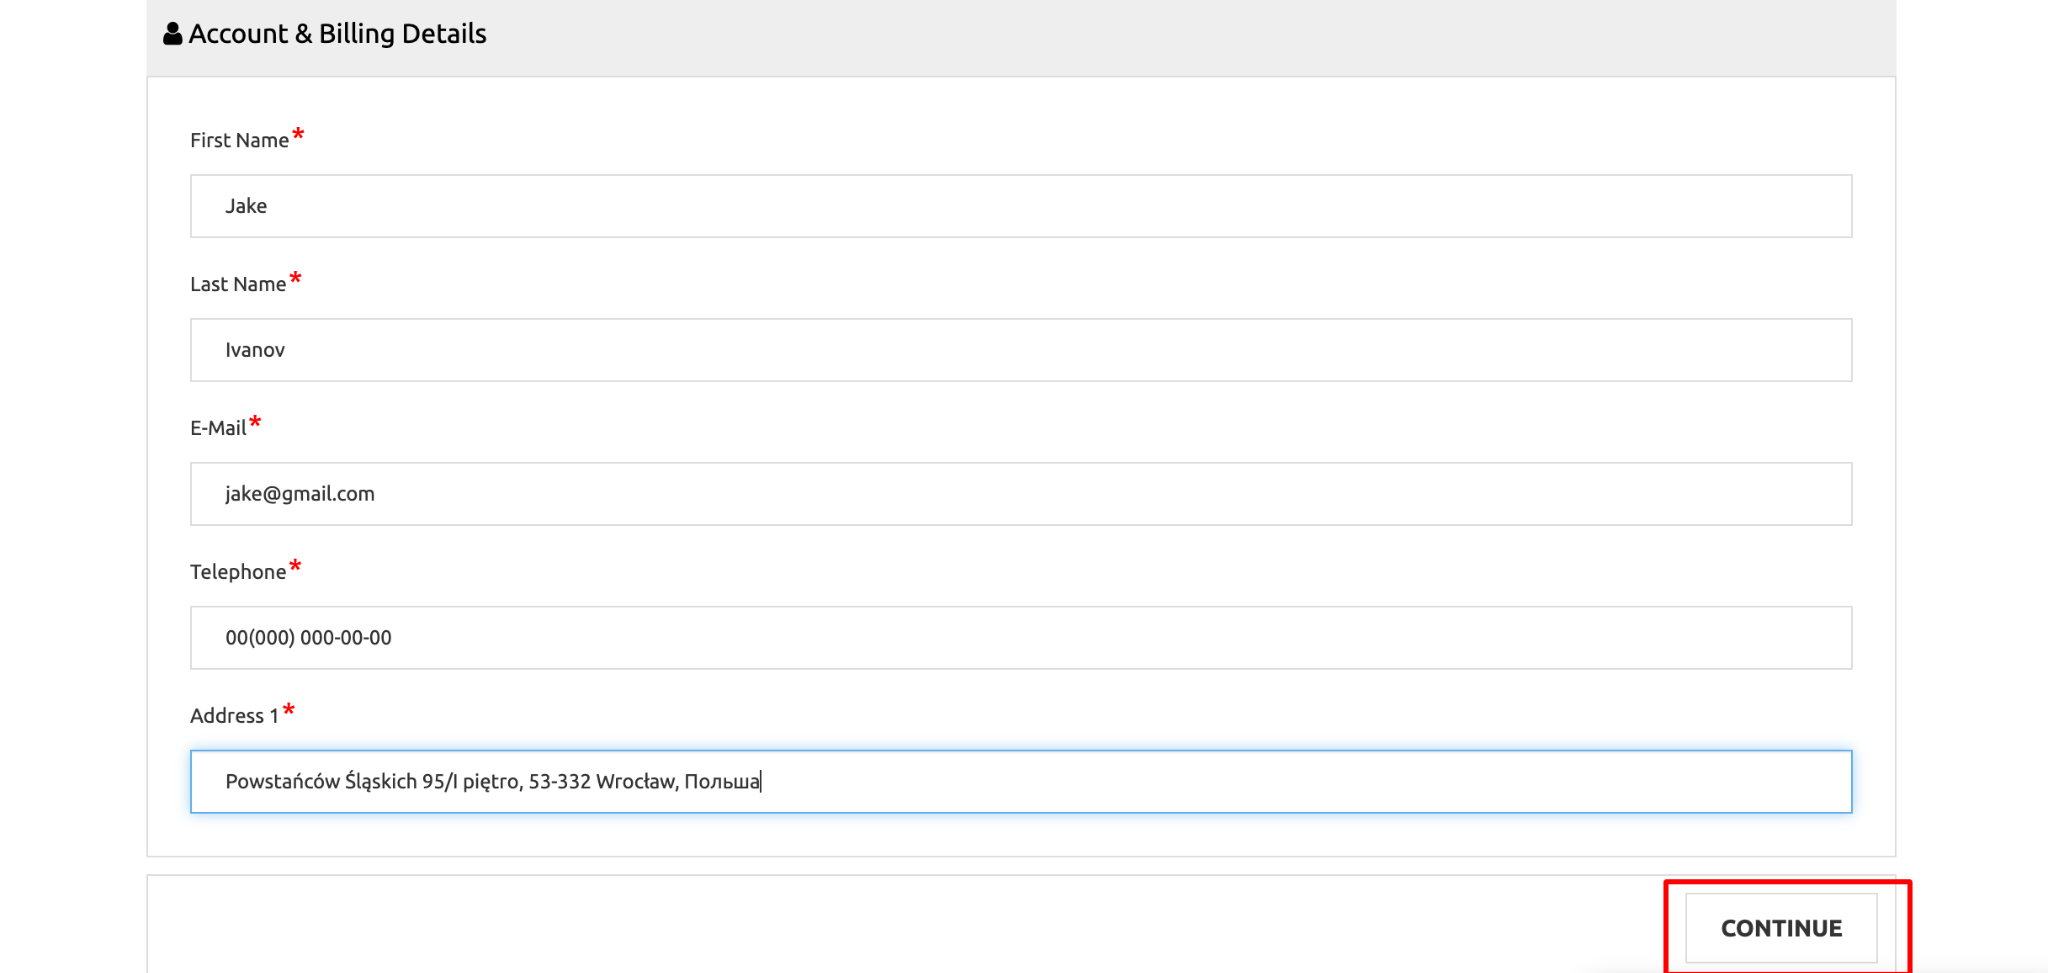 Account & Billing Details
First Name*
Jake
Last Name*
Ivanov
E-Mail*
jake@gmail.com
Telephone*
00(000) 000-00-00
Address 1*
Powstańców Śląskich 95/I piętro, 53-332 Wrocław, Польша
CONTINUE